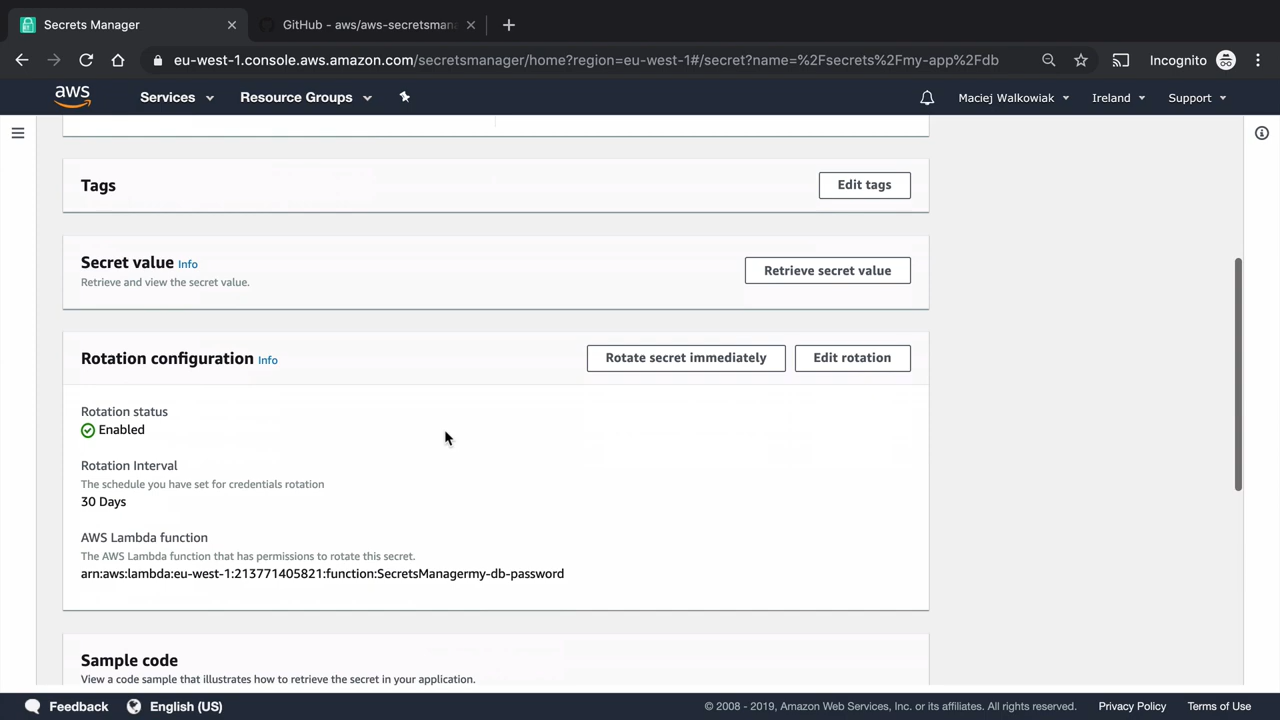 Secrets Manager
GitHub - aws/aws-secretsman
eu-west-1.console.aws.amazon.com/secretsmanager/home?region=eu-west-1#/secret?name=%2Fsecrets%2Fmy-app%2Fdb
Incognito
aws
Services
Resource Groups
Maciej Walkowiak
Ireland
Support
Tags
Edit tags
Secret value Info
Retrieve and view the secret value.
Retrieve secret value
Rotation configuration Info
Rotate secret immediately
Edit rotation
Rotation status
Enabled
Rotation Interval
The schedule you have set for credentials rotation
30 Days
AWS Lambda function
The AWS Lambda function that has permissions to rotate this secret.
arn:aws:lambda:eu-west-1:213771405821:function:SecretsManagermy-db-password
Sample code
View a code sample that illustrates how to retrieve the secret in your application.
Feedback
English (US)
© 2008 - 2019, Amazon Web Services, Inc. or its affiliates. All rights reserved.
Privacy Policy
Terms of Use